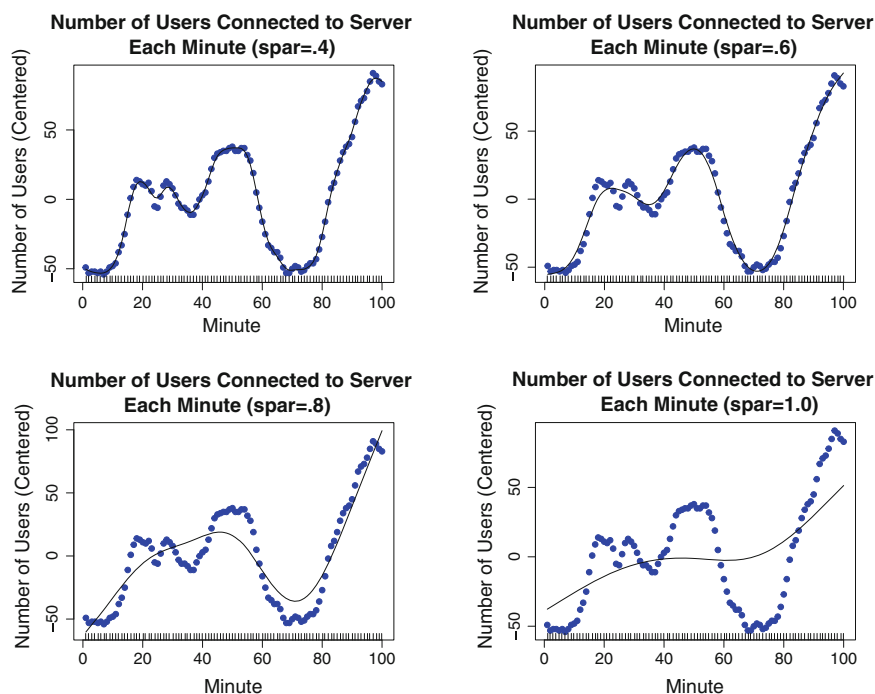 Number of Users Connected to Server
Each Minute (spar=.4)
Number of Users (Centered)
50
0
−50
0 20 40 60 80 100
Minute
Number of Users Connected to Server
Each Minute (spar=.6)
Number of Users (Centered)
50
0
−50
0 20 40 60 80 100
Minute
Number of Users Connected to Server
Each Minute (spar=.8)
Number of Users (Centered)
100
50
0
−50
0 20 40 60 80 100
Minute
Number of Users Connected to Server
Each Minute (spar=1.0)
Number of Users (Centered)
50
0
−50
0 20 40 60 80 100
Minute